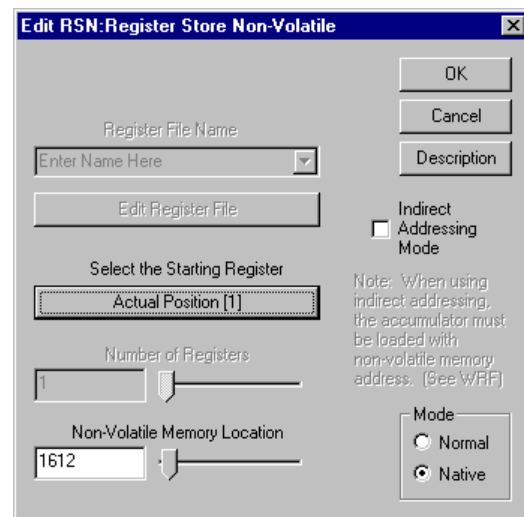 Edit RSN:Register Store Non-Volatile
OK
Cancel
Description
Register File Name
Enter Name Here
Edit Register File
Indirect
Addressing
Mode
Select the Starting Register
Actual Position [1]
Note: When using
indirect addressing,
the accumulator must
be loaded with
non-volatile memory
address. (See WRF)
Number of Registers
1
Non-Volatile Memory Location
1612
Mode
Normal
Native